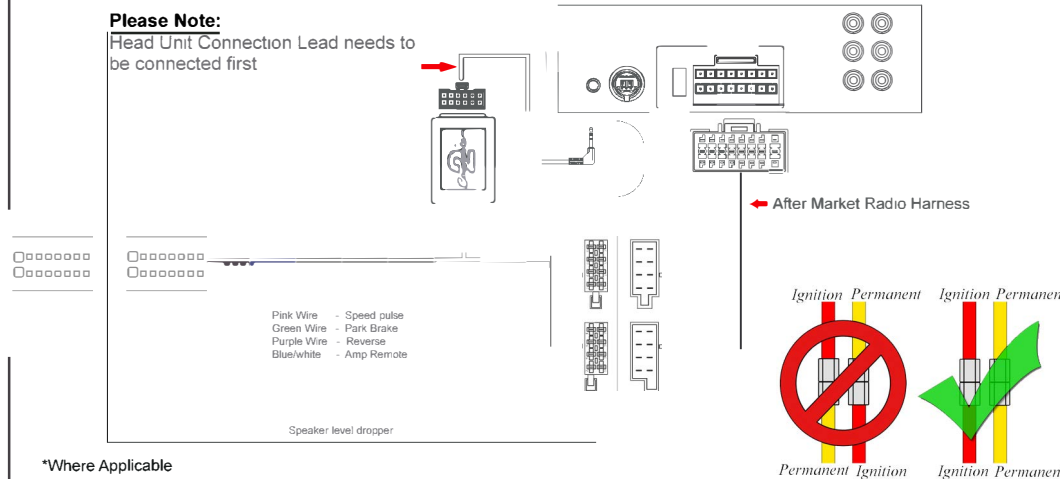 Please Note:
Head Unit Connection Lead needs to
be connected first
After Market Radio Harness
Ignition Permanent Ignition Permanen
Pink Wire - Speed pulse
Green Wire - Park Brake
Purple Wire - Reverse
Blue/white - Amp Remote
Speaker level dropper
*Where Applicable
Permanent Ignition Ignition Permanen